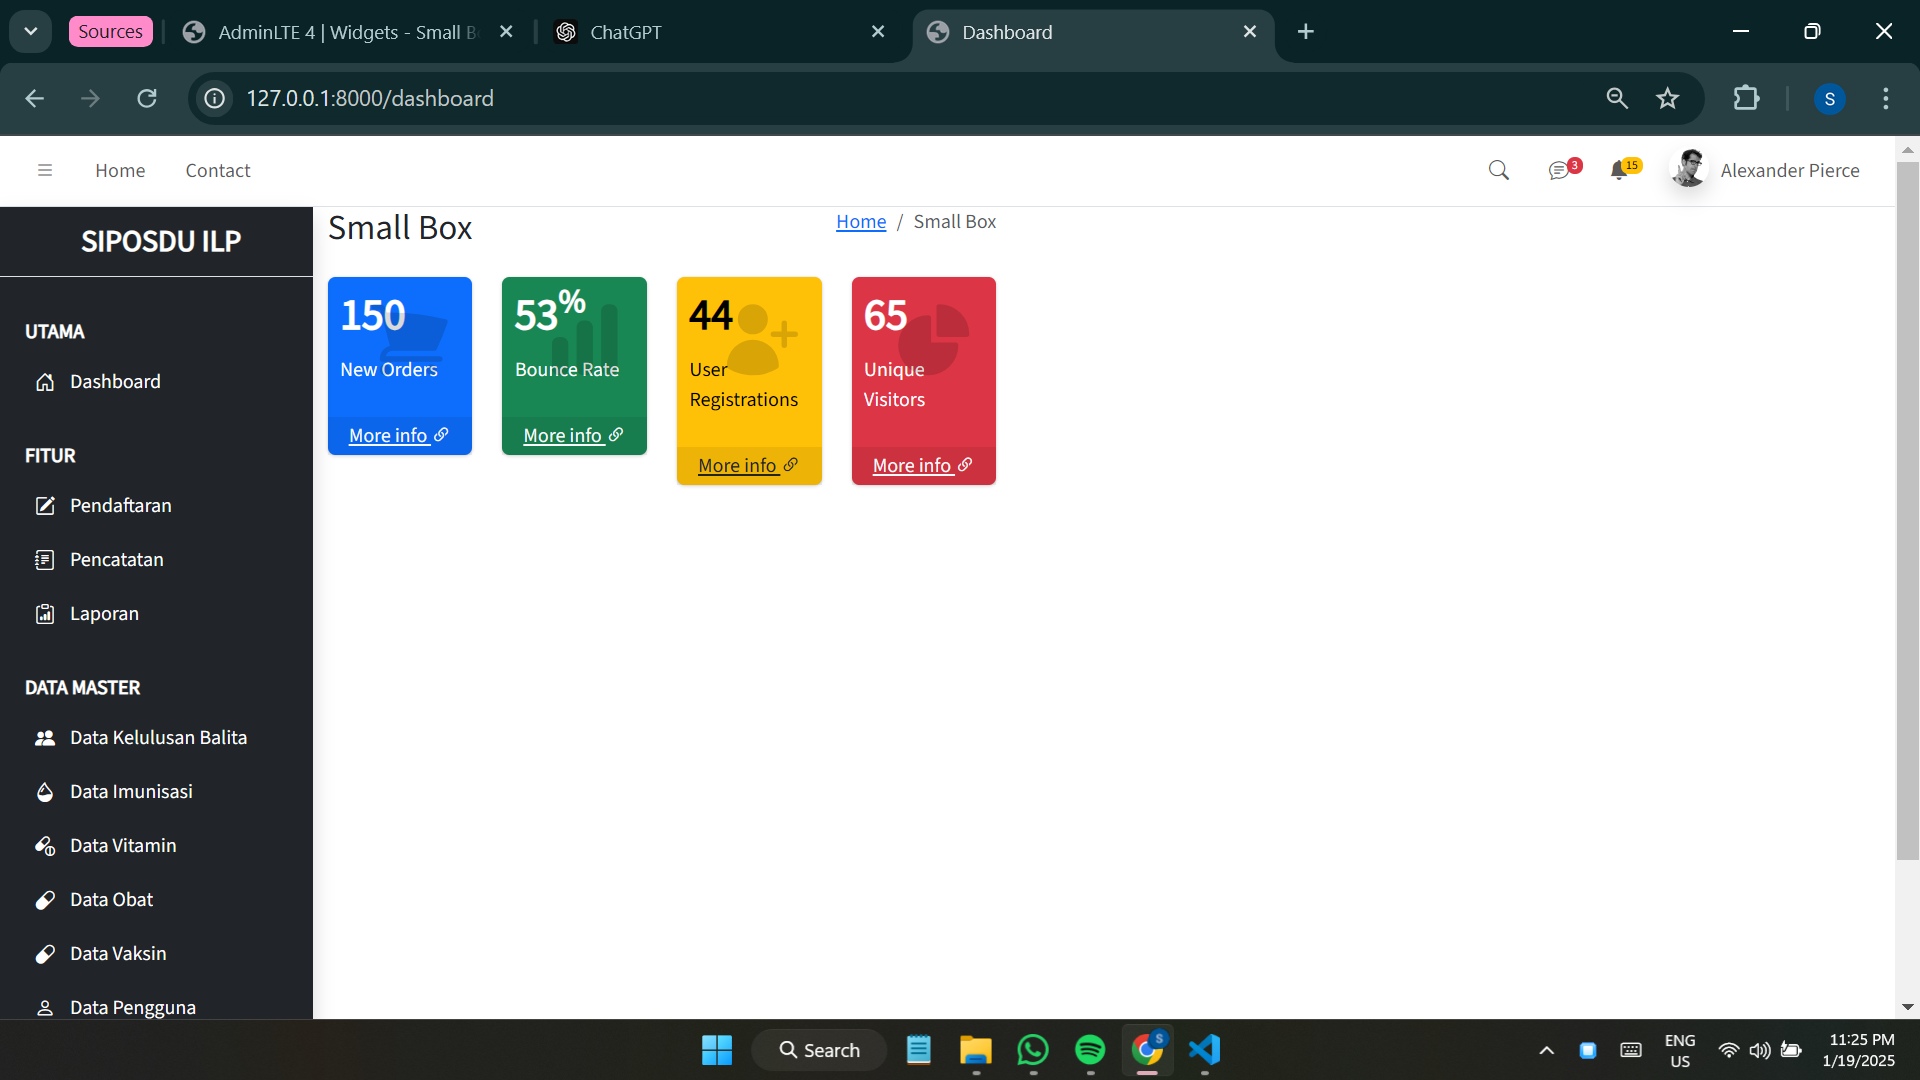 Sources
AdminLTE 4 | Widgets - Small B
ChatGPT
Dashboard
127.0.0.1:8000/dashboard
S
Home
Contact
3
15
Alexander Pierce
SIPOSDU ILP
UTAMA
Dashboard
FITUR
Pendaftaran
Pencatatan
Laporan
DATA MASTER
Data Kelulusan Balita
Data Imunisasi
Data Vitamin
Data Obat
Data Vaksin
Data Pengguna
Small Box
Home / Small Box
150
New Orders
More info
53%
Bounce Rate
More info
44
User
Registrations
More info
65
Unique
Visitors
More info
Search
S
ENG
US
11:25 PM
1/19/2025